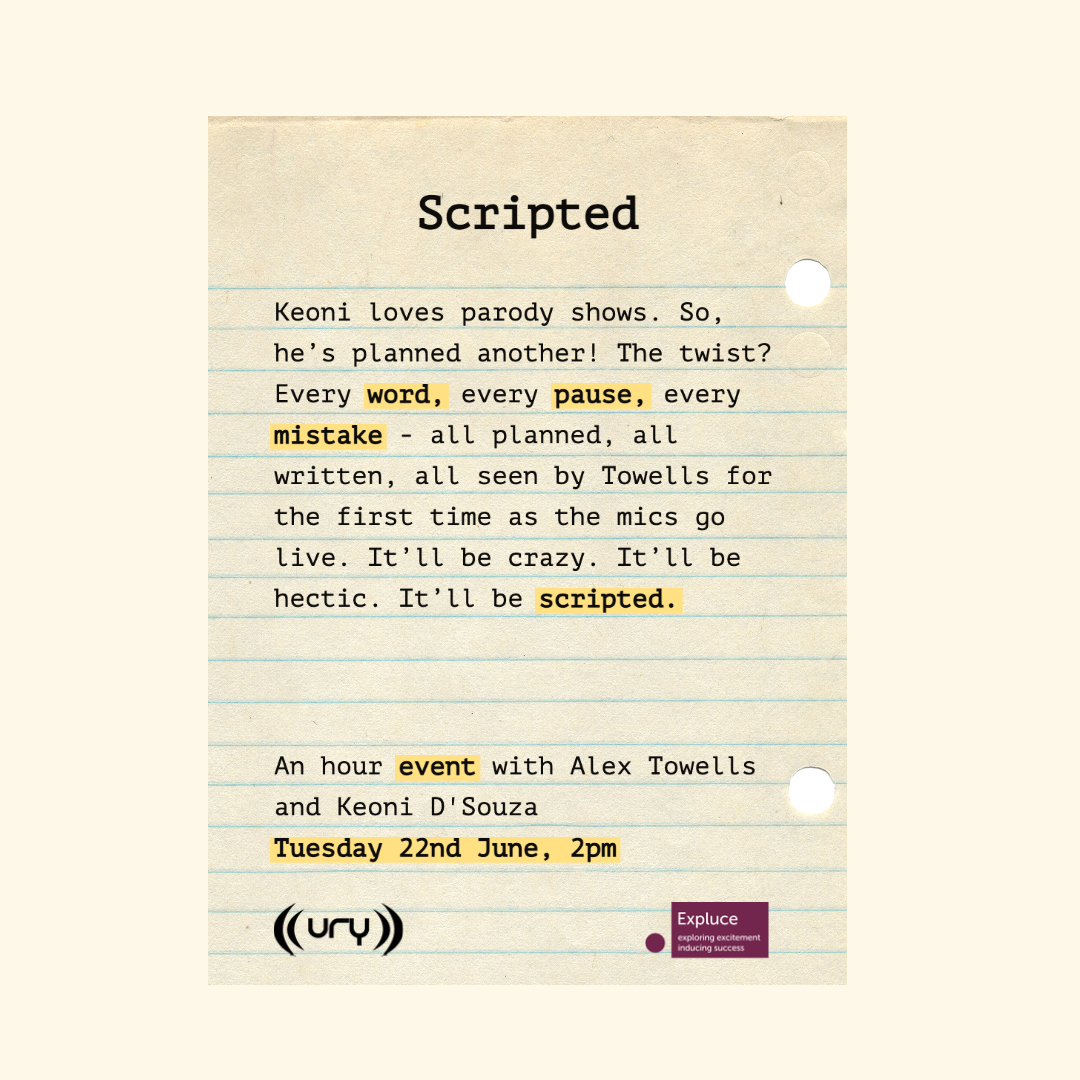 Scripted
Keoni loves parody shows. So,
he’s planned another! The twist?
Every word, every pause, every
mistake - all planned, all
written, all seen by Towells for
the first time as the mics go
live. It’ll be crazy. It’ll be
hectic. It’ll be scripted.
An hour event with Alex Towells
and Keoni D'Souza
Tuesday 22nd June, 2pm
ury
Expluce
exploring excitement
inducing success